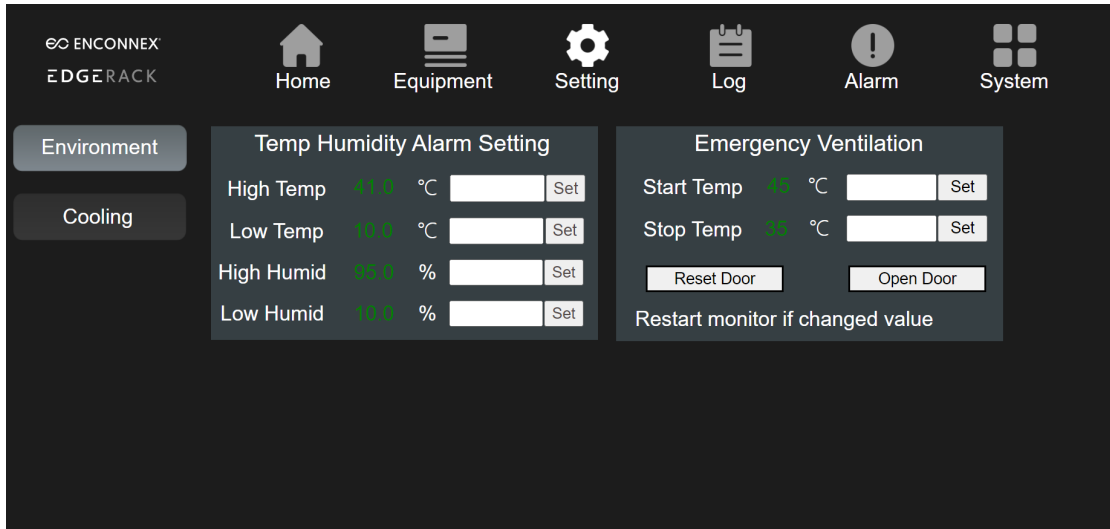 ENCONNEX
EDGERACK
Home
Equipment
Setting
Log
Alarm
System
Environment
Cooling
Temp Humidity Alarm Setting
High Temp 41.0 ℃ Set
Low Temp 10.0 ℃ Set
High Humid 95.0 % Set
Low Humid 10.0 % Set
Emergency Ventilation
Start Temp 45 ℃ Set
Stop Temp 35 ℃ Set
Reset Door Open Door
Restart monitor if changed value